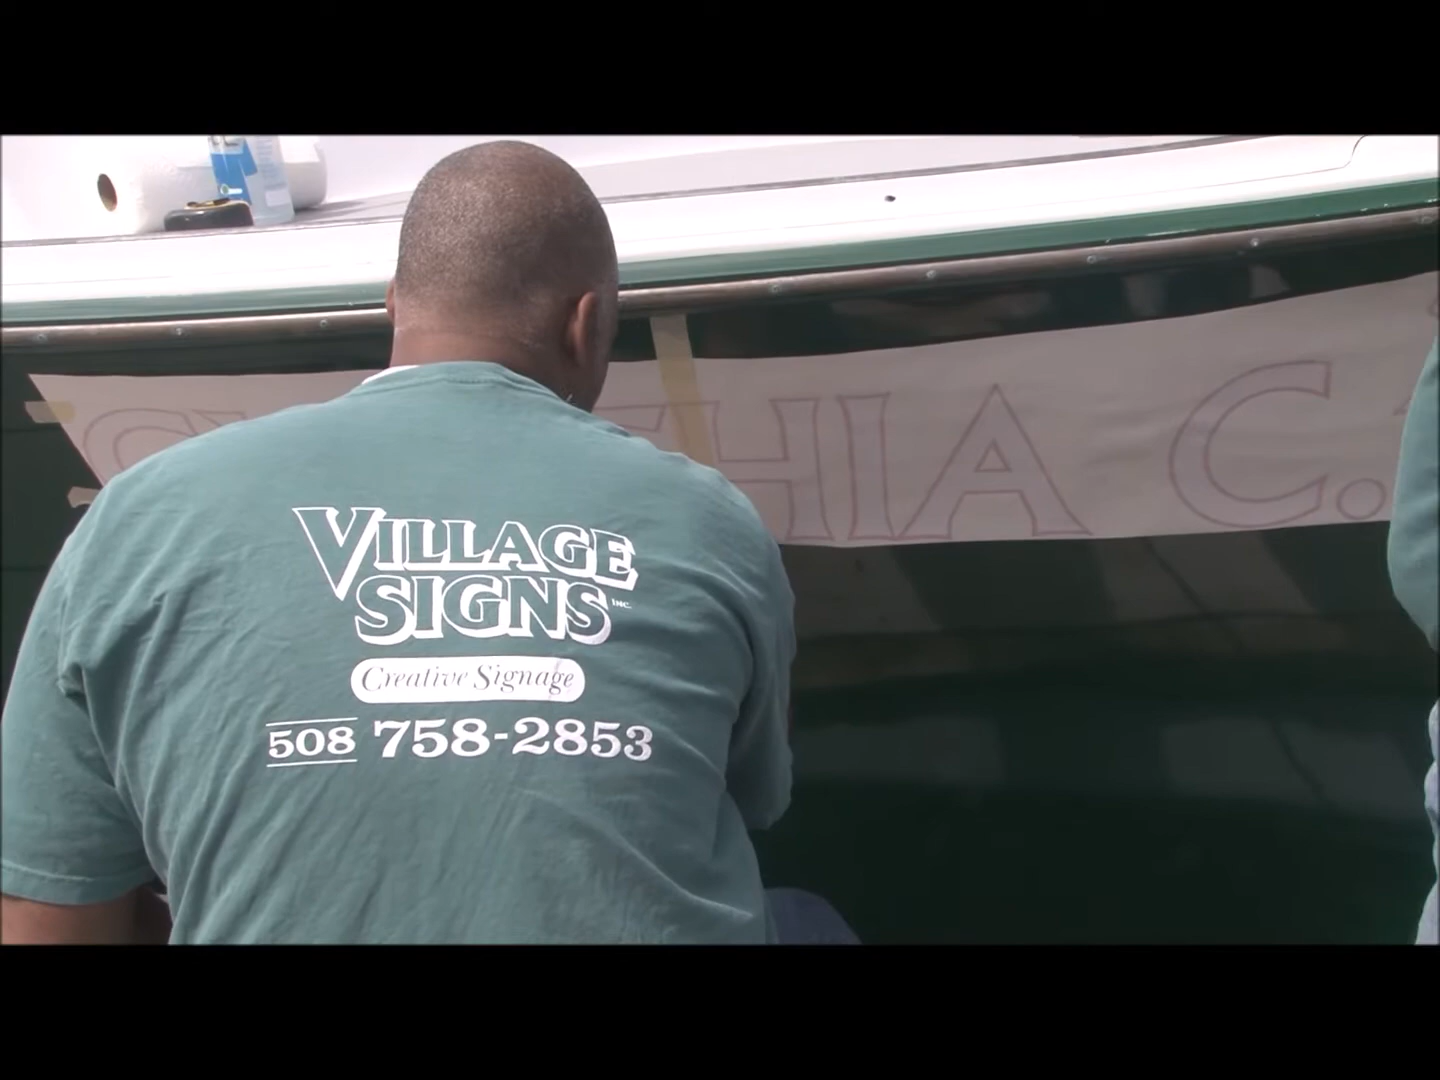 HIA C.
VILLAGE
SIGNS INC.
Creative Signage
508 758-2853